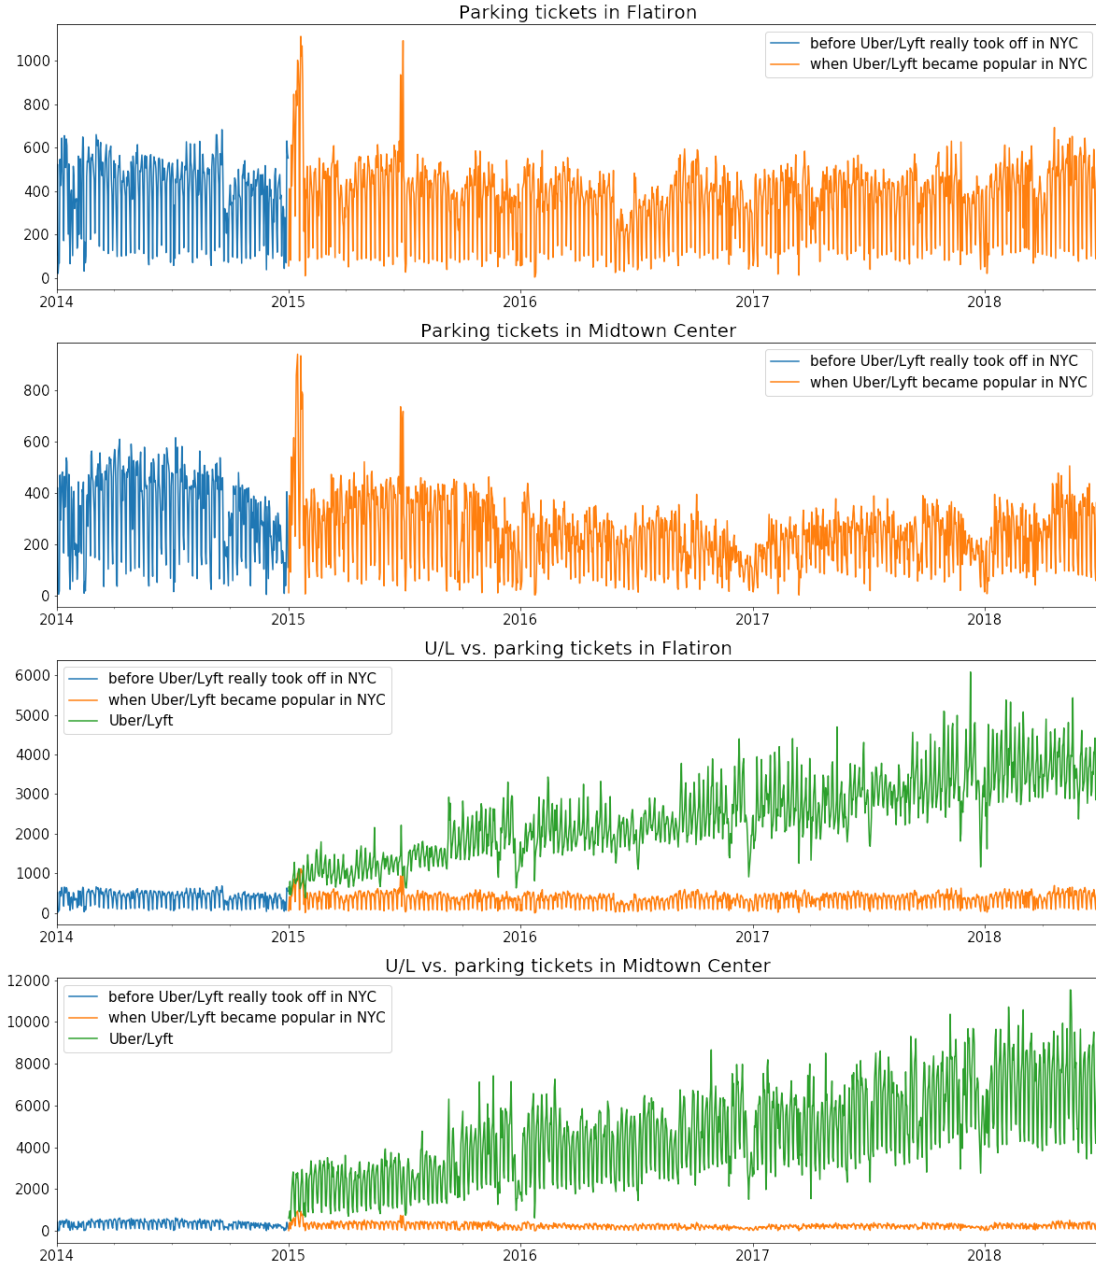 Parking tickets in Flatiron
before Uber/Lyft really took off in NYC
when Uber/Lyft became popular in NYC
1000
800
600
400
200
0
2014 2015 2016 2017 2018
Parking tickets in Midtown Center
before Uber/Lyft really took off in NYC
when Uber/Lyft became popular in NYC
800
600
400
200
0
2014 2015 2016 2017 2018
U/L vs. parking tickets in Flatiron
before Uber/Lyft really took off in NYC
when Uber/Lyft became popular in NYC
Uber/Lyft
6000
5000
4000
3000
2000
1000
0
2014 2015 2016 2017 2018
U/L vs. parking tickets in Midtown Center
before Uber/Lyft really took off in NYC
when Uber/Lyft became popular in NYC
Uber/Lyft
12000
10000
8000
6000
4000
2000
0
2014 2015 2016 2017 2018